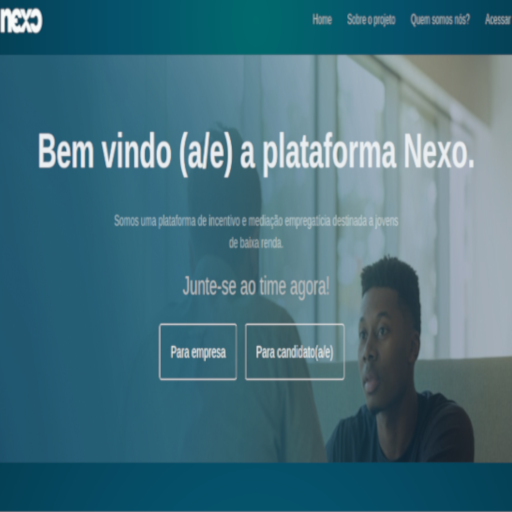 nexo
Home Sobre o projeto Quem somos nós? Acessar
Bem vindo (a/e) a plataforma Nexo.
Somos uma plataforma de incentivo e mediação empregatícia destinada a jovens
de baixa renda.
Junte-se ao time agora!
Para empresa Para candidato(a/e)